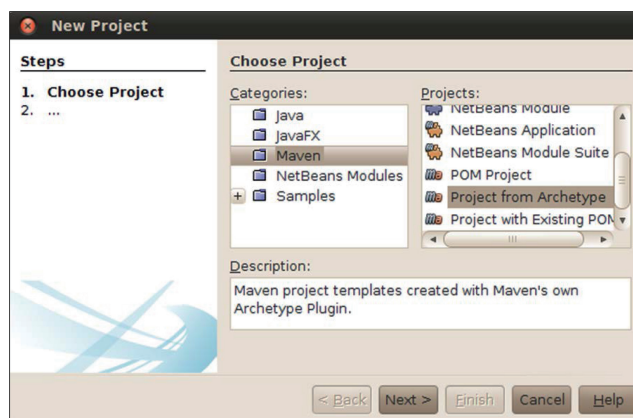 New Project
Steps
1. Choose Project
2. ...
Choose Project
Categories:
Java
JavaFX
Maven
NetBeans Modules
Samples
Projects:
NetBeans Module
NetBeans Application
NetBeans Module Suite
POM Project
Project from Archetype
Project with Existing POM
Description:
Maven project templates created with Maven's own
Archetype Plugin.
< Back
Next >
Finish
Cancel
Help